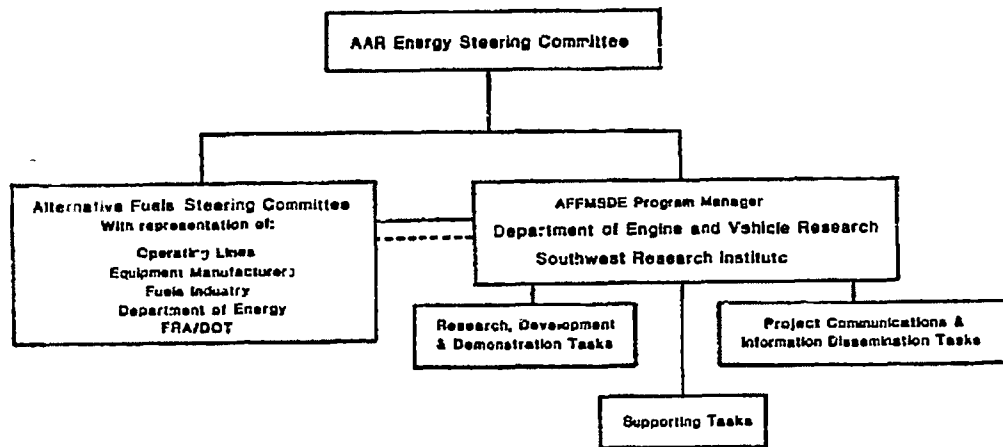 AAR Energy Steering Committee
Alternative Fuels Steering Committee
With representation of:
Operating Lines
Equipment Manufacturers
Fuels Industry
Department of Energy
FRA/DOT
AFFMSDE Program Manager
Department of Engine and Vehicle Research
Southwest Research Institute
Research, Development
& Demonstration Tasks
Project Communications &
Information Dissemination Tasks
Supporting Tasks